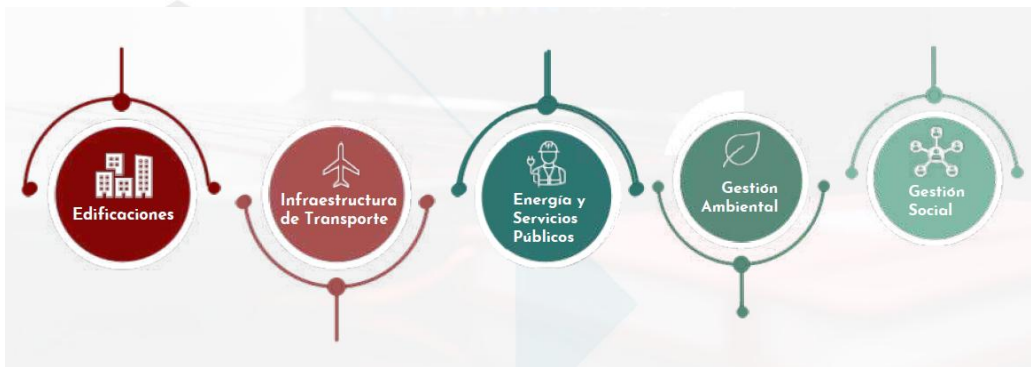 Edificaciones
Infraestructura
de Transporte
Energía y
Servicios
Públicos
Gestión
Ambiental
Gestión
Social